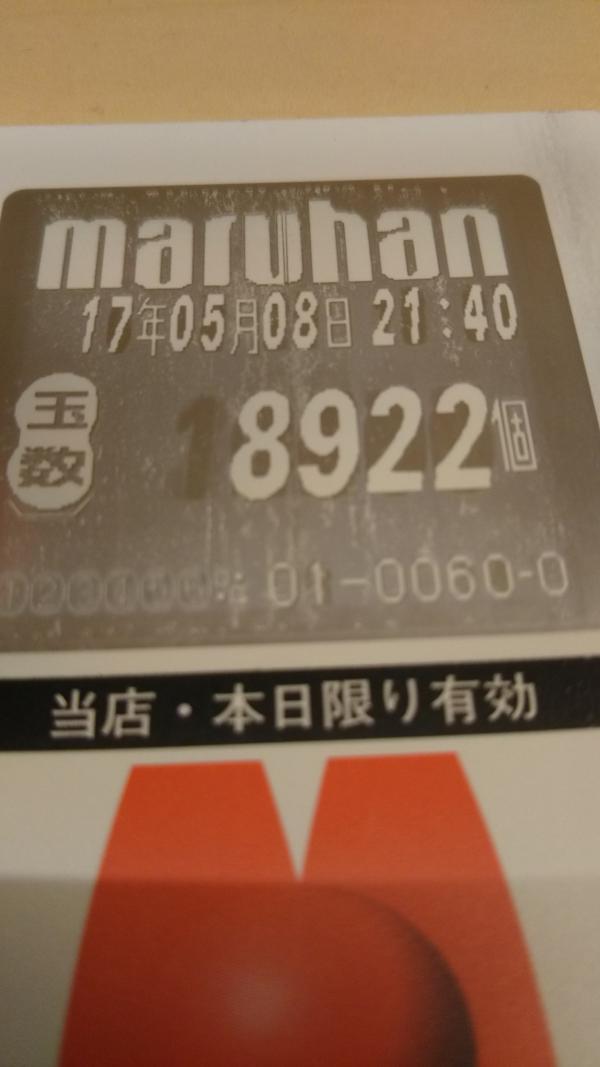 maruhan
17年05月08日 21:40
玉数 8922個
01-0060-0
当店・本日限り有効